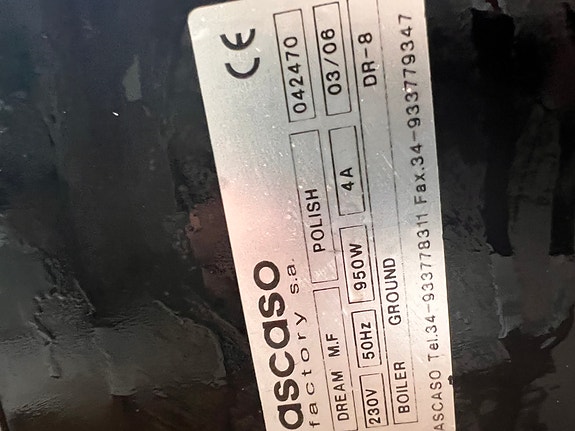 ascaso CE
factory s.a.
DREAM M.F POLISH 042470
230V 50Hz 950W 4A 03/06
BOILER GROUND DR-8
ASCASO Tel.34-933778311 Fax.34-933779347